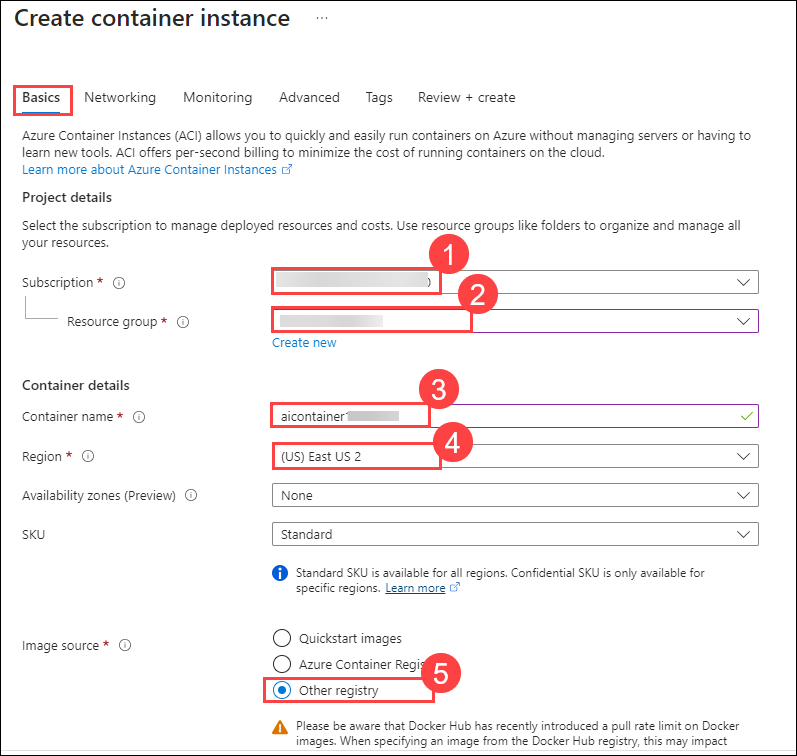 Create container instance ...
Basics Networking Monitoring Advanced Tags Review + create
Azure Container Instances (ACI) allows you to quickly and easily run containers on Azure without managing servers or having to
learn new tools. ACI offers per-second billing to minimize the cost of running containers on the cloud.
Learn more about Azure Container Instances
Project details
Select the subscription to manage deployed resources and costs. Use resource groups like folders to organize and manage all
your resources.
1
Subscription *
2
Resource group *
Create new
Container details
3
Container name * aicontainer
4
Region * (US) East US 2
Availability zones (Preview) None
SKU Standard
Standard SKU is available for all regions. Confidential SKU is only available for
specific regions. Learn more
Image source * Quickstart images
Azure Container Regis
5
Other registry
Please be aware that Docker Hub has recently introduced a pull rate limit on Docker
images. When specifying an image from the Docker Hub registry, this may impact